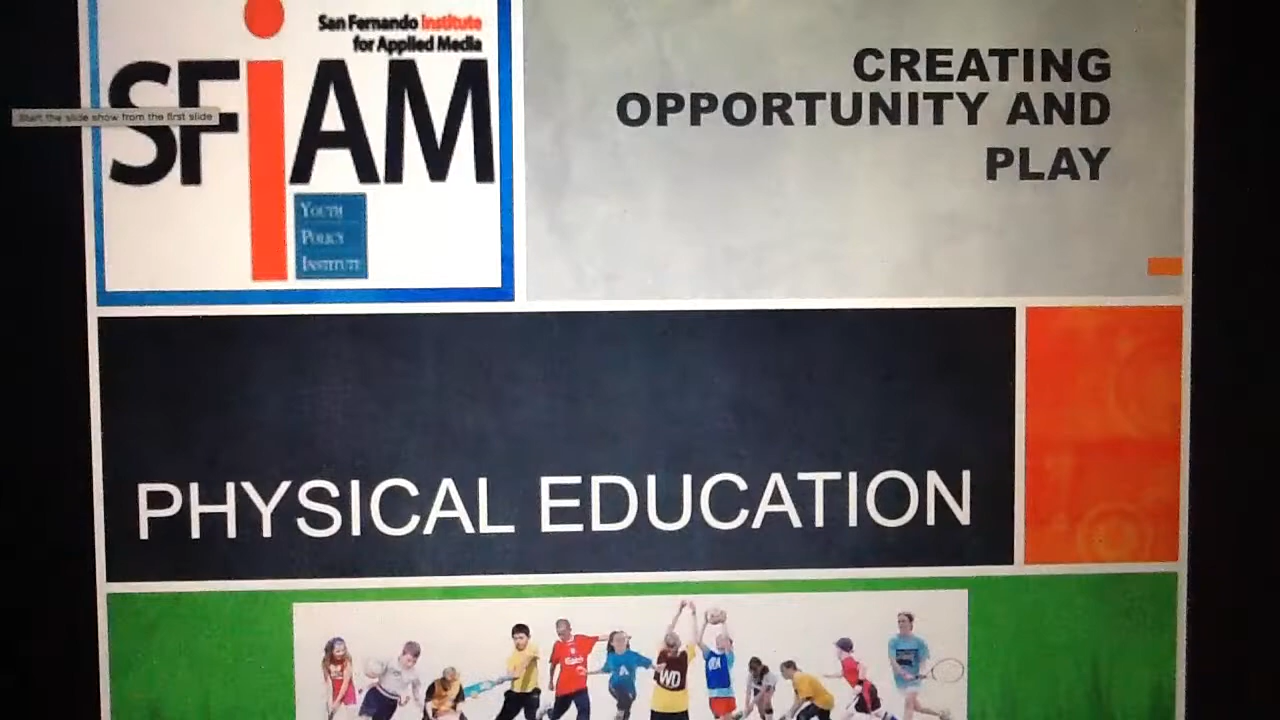 San Fernando Institute
for Applied Media
SFiAM
Start the slide show from the first slide
YOUTH
POLICY
INSTITUTE
CREATING
OPPORTUNITY AND
PLAY
PHYSICAL EDUCATION
A
WD